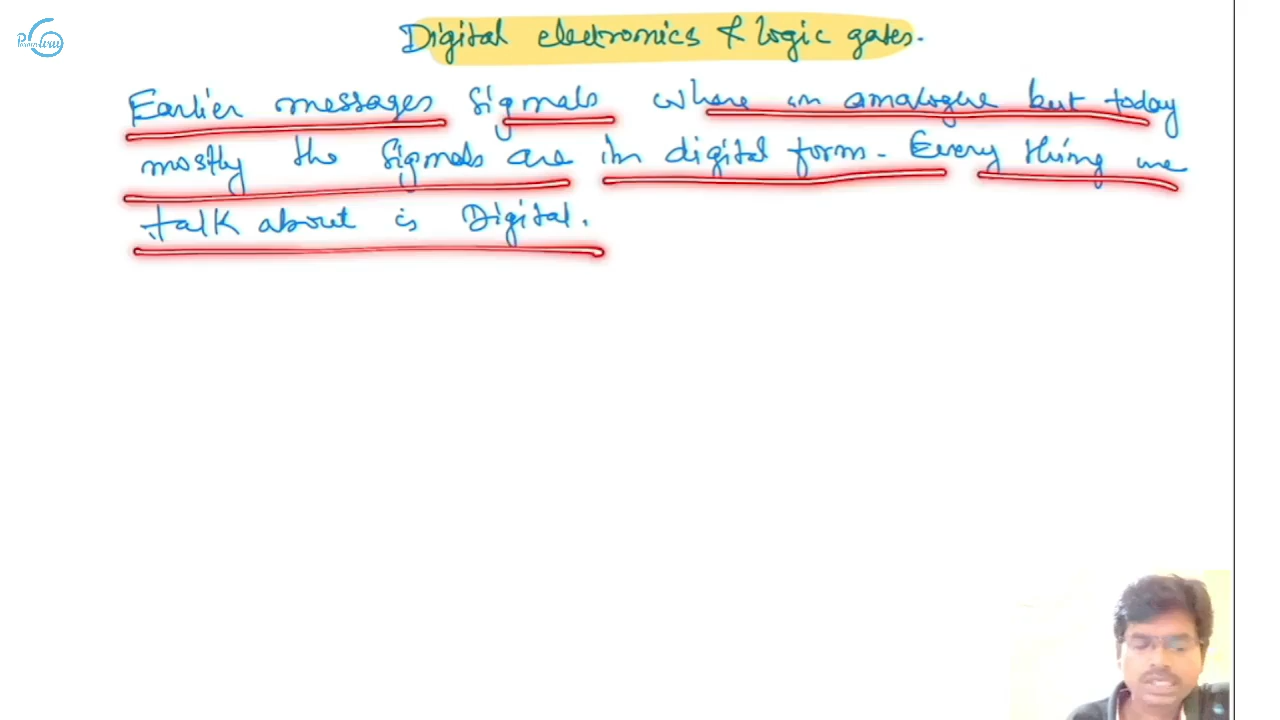 Digital electronics & logic gates.
Earlier messages signals where in analogue but today
mostly the signals are in digital form. Every thing we
talk about is Digital.